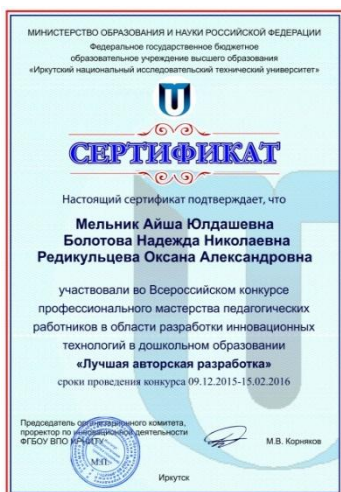 МИНИСТЕРСТВО ОБРАЗОВАНИЯ И НАУКИ РОССИЙСКОЙ ФЕДЕРАЦИИ
Федеральное государственное бюджетное
образовательное учреждение высшего образования
«Иркутский национальный исследовательский технический университет»
СЕРТИФИКАТ
Настоящий сертификат подтверждает, что
Мельник Айша Юлдашевна
Болотова Надежда Николаевна
Редикульцева Оксана Александровна
участвовали во Всероссийском конкурсе
профессионального мастерства педагогических
работников в области разработки инновационных
технологий в дошкольном образовании
«Лучшая авторская разработка»
сроки проведения конкурса 09.12.2015-15.02.2016
Председатель организационного комитета,
проректор по инновационной деятельности
ФГБОУ ВПО ИРНИТУ
М.В. Корняков
М.П.
Иркутск